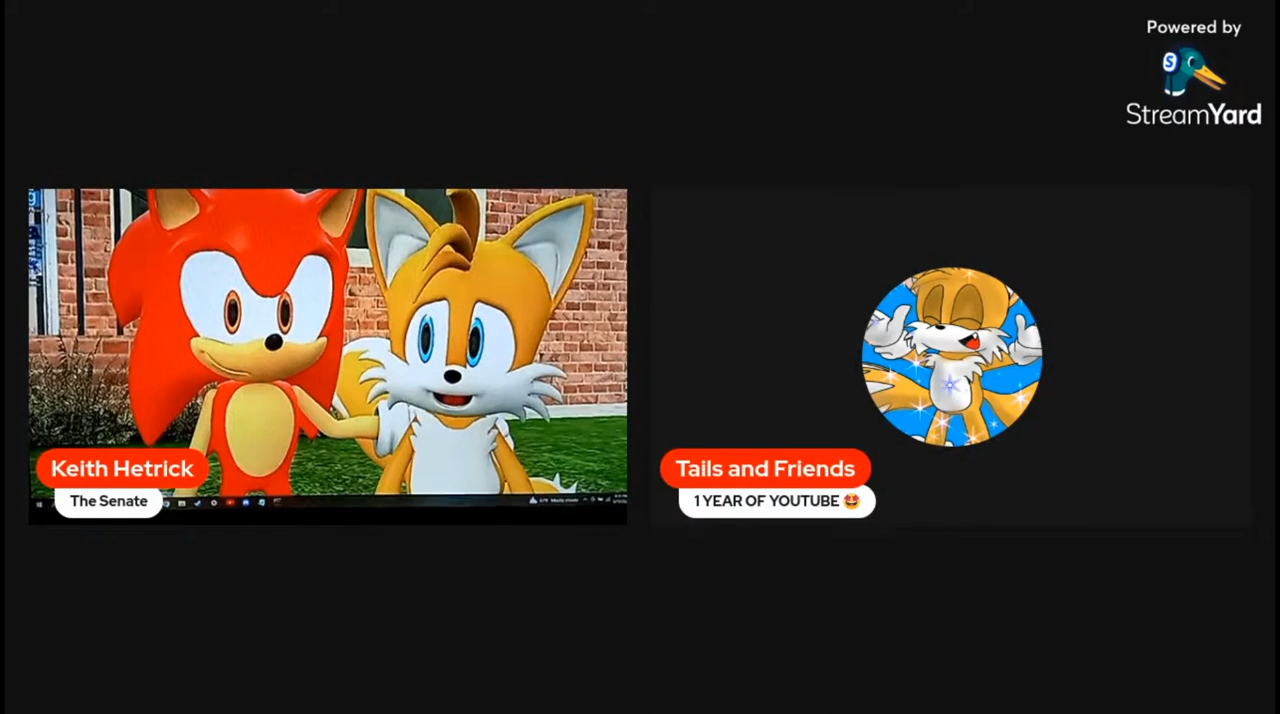 Powered by
StreamYard
Keith Hetrick
The Senate
Tails and Friends
1 YEAR OF YOUTUBE 🤩